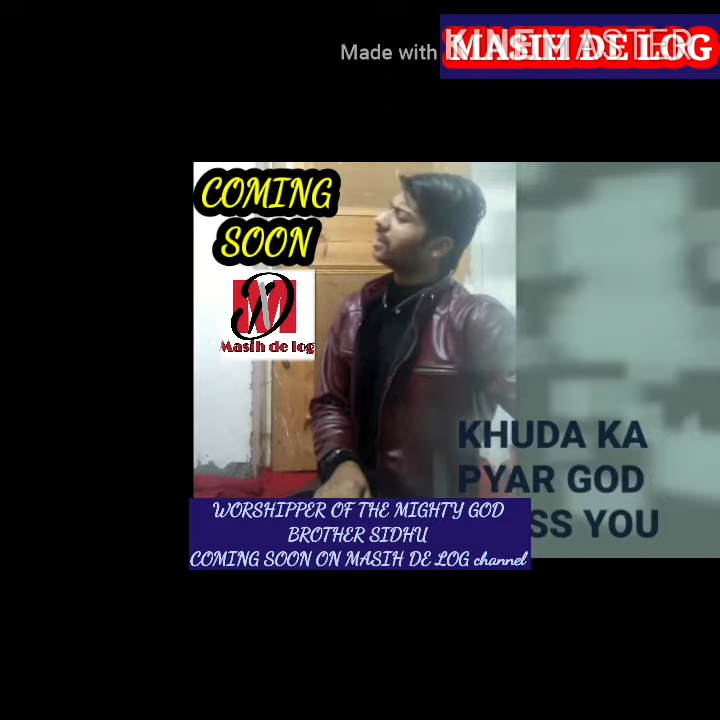 Made with KINEMASTER
MASIH DE LOG
COMING
SOON
Masih de log
KHUDA KA
PYAR GOD
SS YOU
WORSHIPPER OF THE MIGHTY GOD
BROTHER SIDHU
COMING SOON ON MASIH DE LOG channel